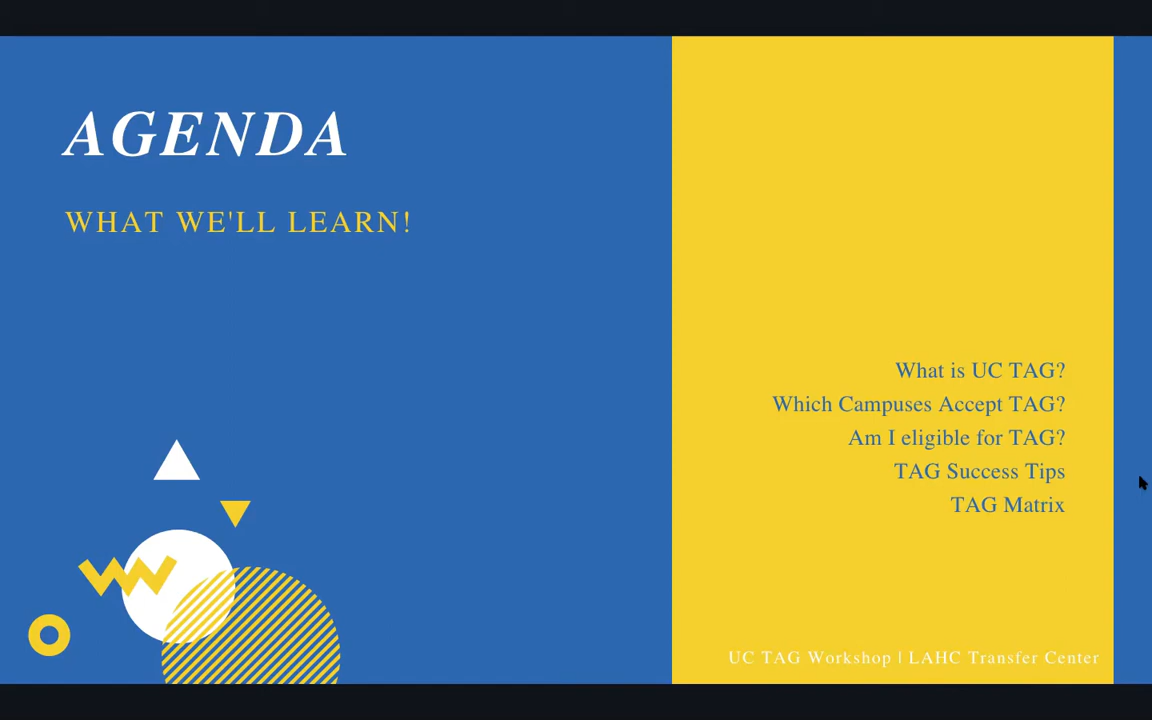 AGENDA
WHAT WE'LL LEARN!
What is UC TAG?
Which Campuses Accept TAG?
Am I eligible for TAG?
TAG Success Tips
TAG Matrix
UC TAG Workshop | LAHC Transfer Center